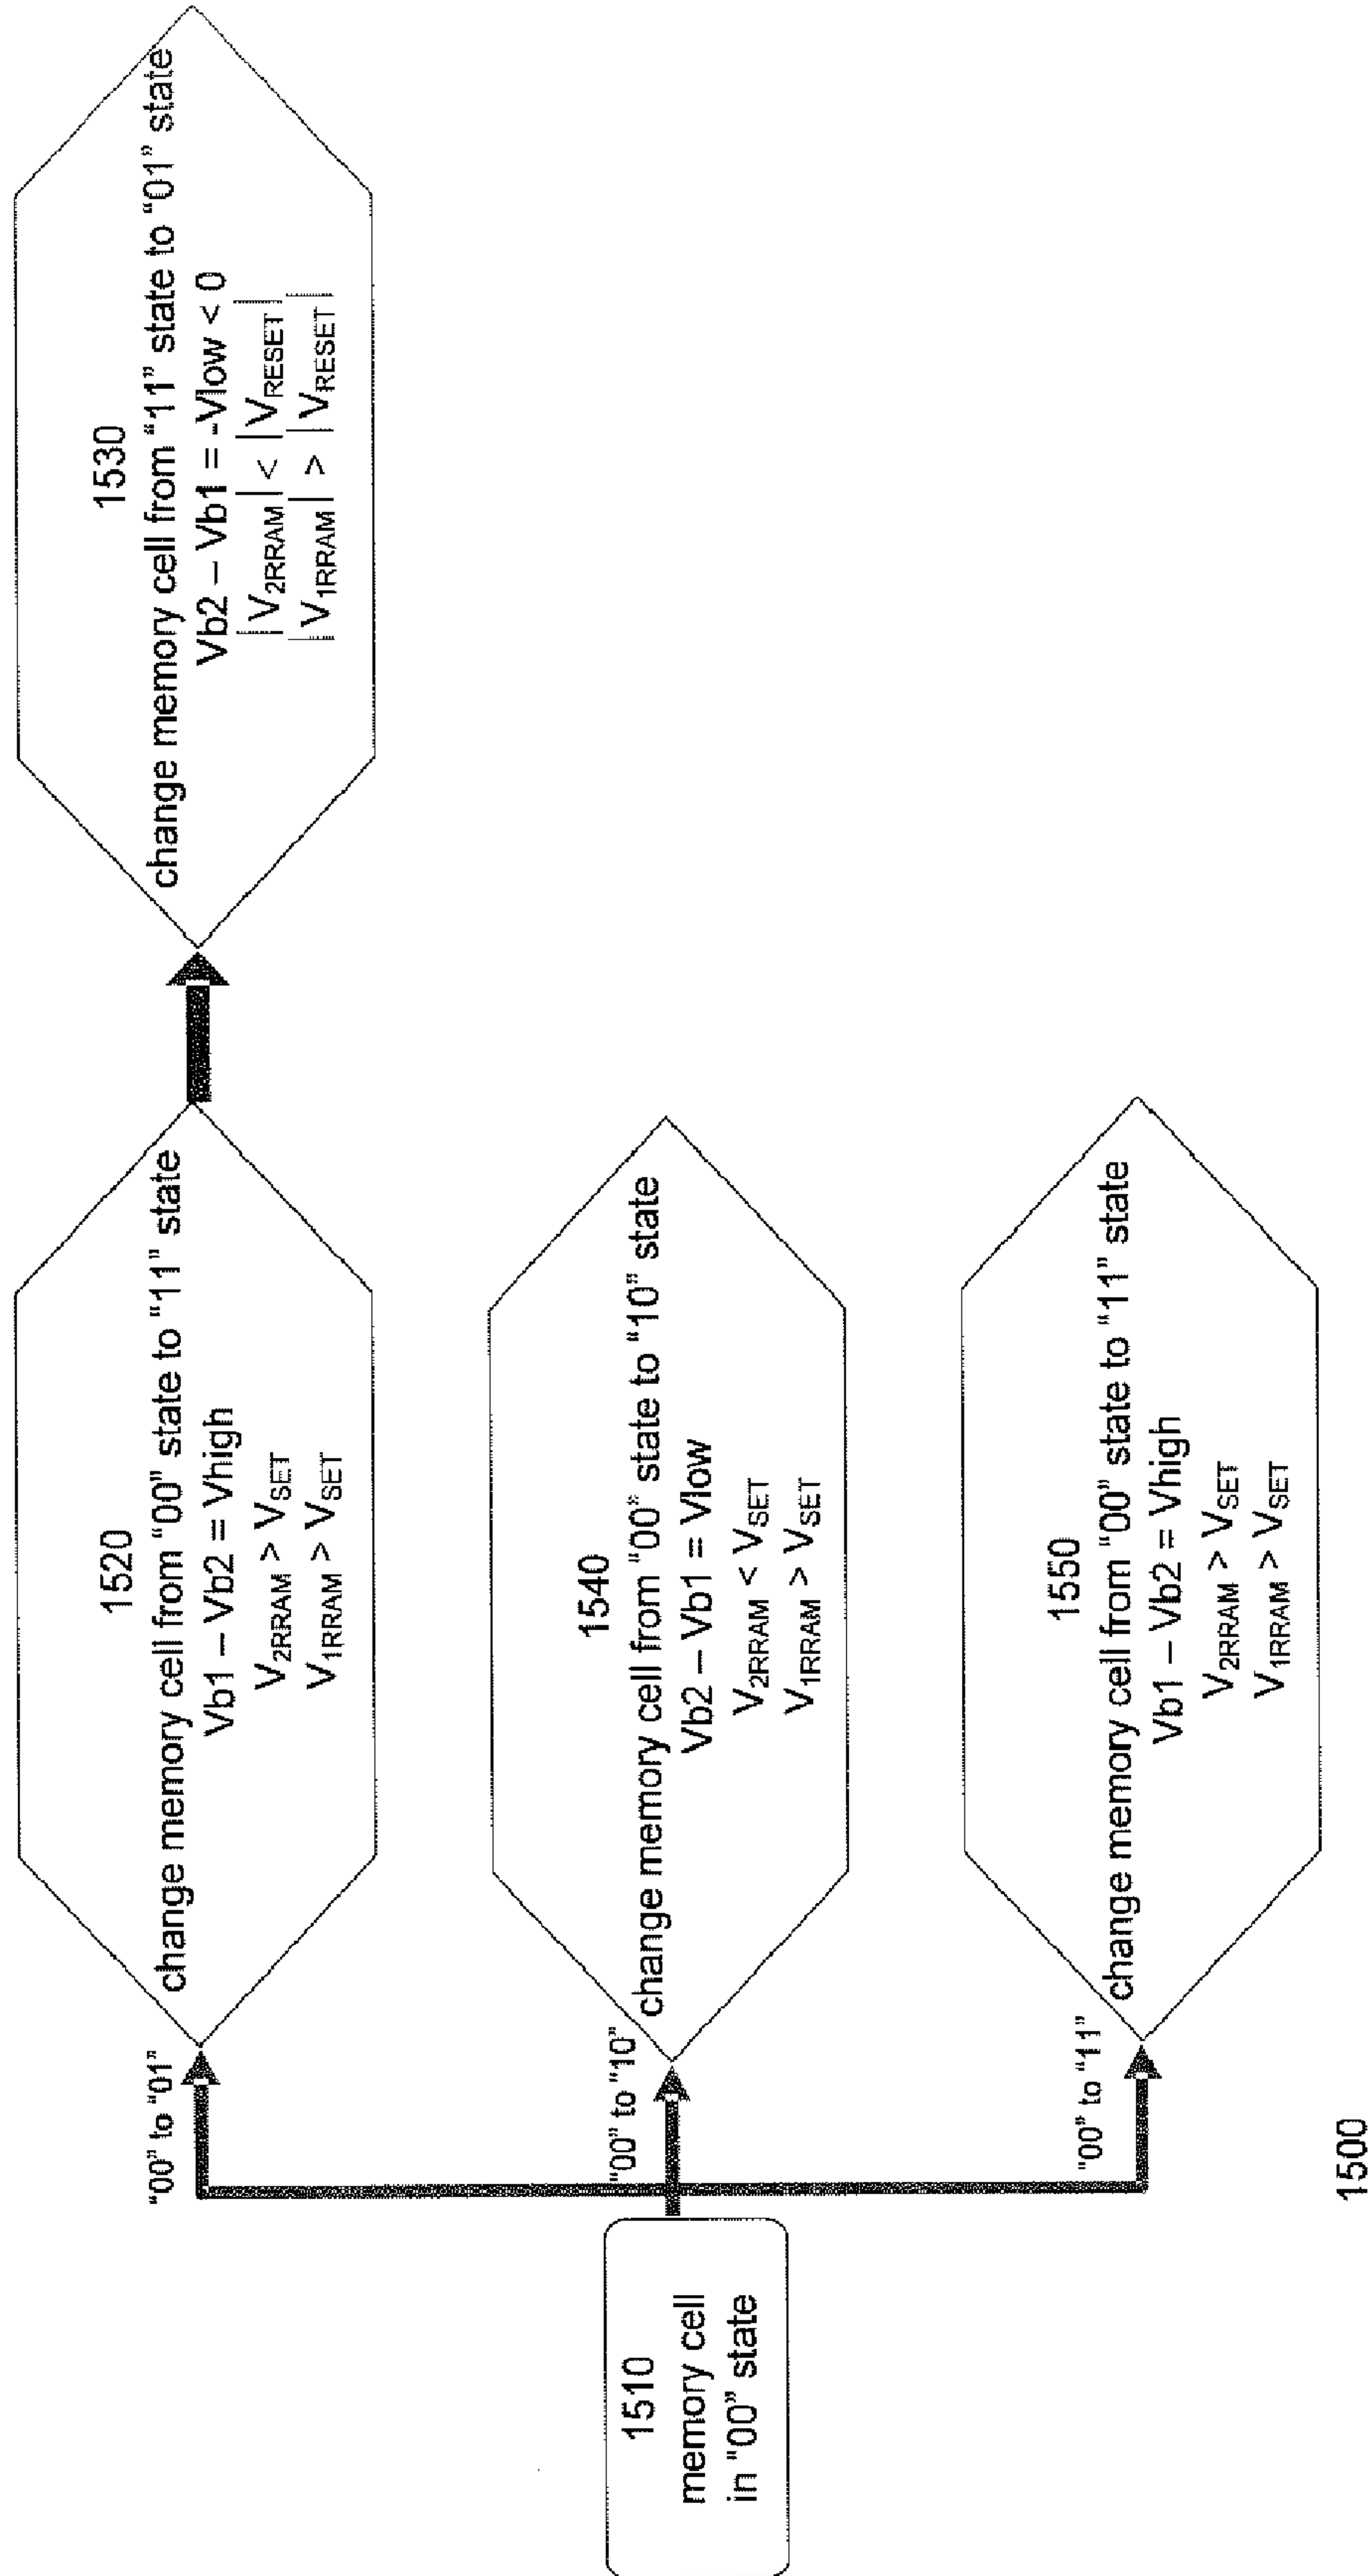 1510
memory cell
in "00" state
"00" to "01"
1520
change memory cell from "00" state to "11" state
Vb1 – Vb2 = Vhigh
V2RRAM > VSET
V1RRAM > VSET
1530
change memory cell from "11" state to "01" state
Vb2 – Vb1 = -Vlow < 0
|V2RRAM| < |VRESET|
|V1RRAM| > |VRESET|
"00" to "10"
1540
change memory cell from "00" state to "10" state
Vb2 – Vb1 = Vlow
V2RRAM < VSET
V1RRAM > VSET
"00" to "11"
1550
change memory cell from "00" state to "11" state
Vb1 – Vb2 = Vhigh
V2RRAM > VSET
V1RRAM > VSET
1500